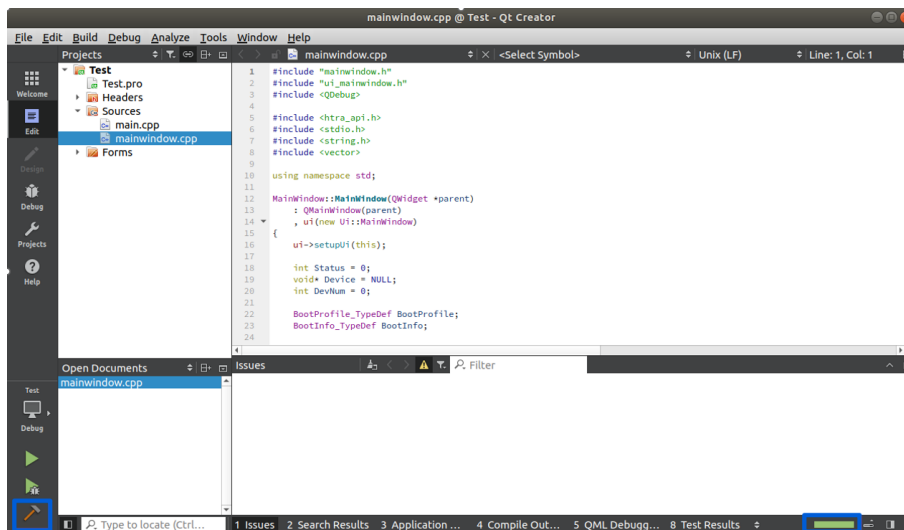 mainwindow.cpp @ Test - Qt Creator
File Edit Build Debug Analyze Tools Window Help
Projects
mainwindow.cpp
<Select Symbol>
Unix (LF)
Line: 1, Col: 1
Welcome
Edit
Design
Debug
Projects
Help
Test
Test.pro
Headers
Sources
main.cpp
mainwindow.cpp
Forms
1 #include "mainwindow.h"
2 #include "ui_mainwindow.h"
3 #include <QDebug>
4
5 #include <htra_api.h>
6 #include <stdio.h>
7 #include <string.h>
8 #include <vector>
9
10 using namespace std;
11
12 MainWindow::MainWindow(QWidget *parent)
13 : QMainWindow(parent)
14 , ui(new Ui::MainWindow)
15 {
16 ui->setupUi(this);
17
18 int Status = 0;
19 void* Device = NULL;
20 int DevNum = 0;
21
22 BootProfile_TypeDef BootProfile;
23 BootInfo_TypeDef BootInfo;
24
Open Documents
mainwindow.cpp
Issues
Filter
Test
Debug
Type to locate (Ctrl...
1 Issues 2 Search Results 3 Application ... 4 Compile Out... 5 QML Debugg... 8 Test Results